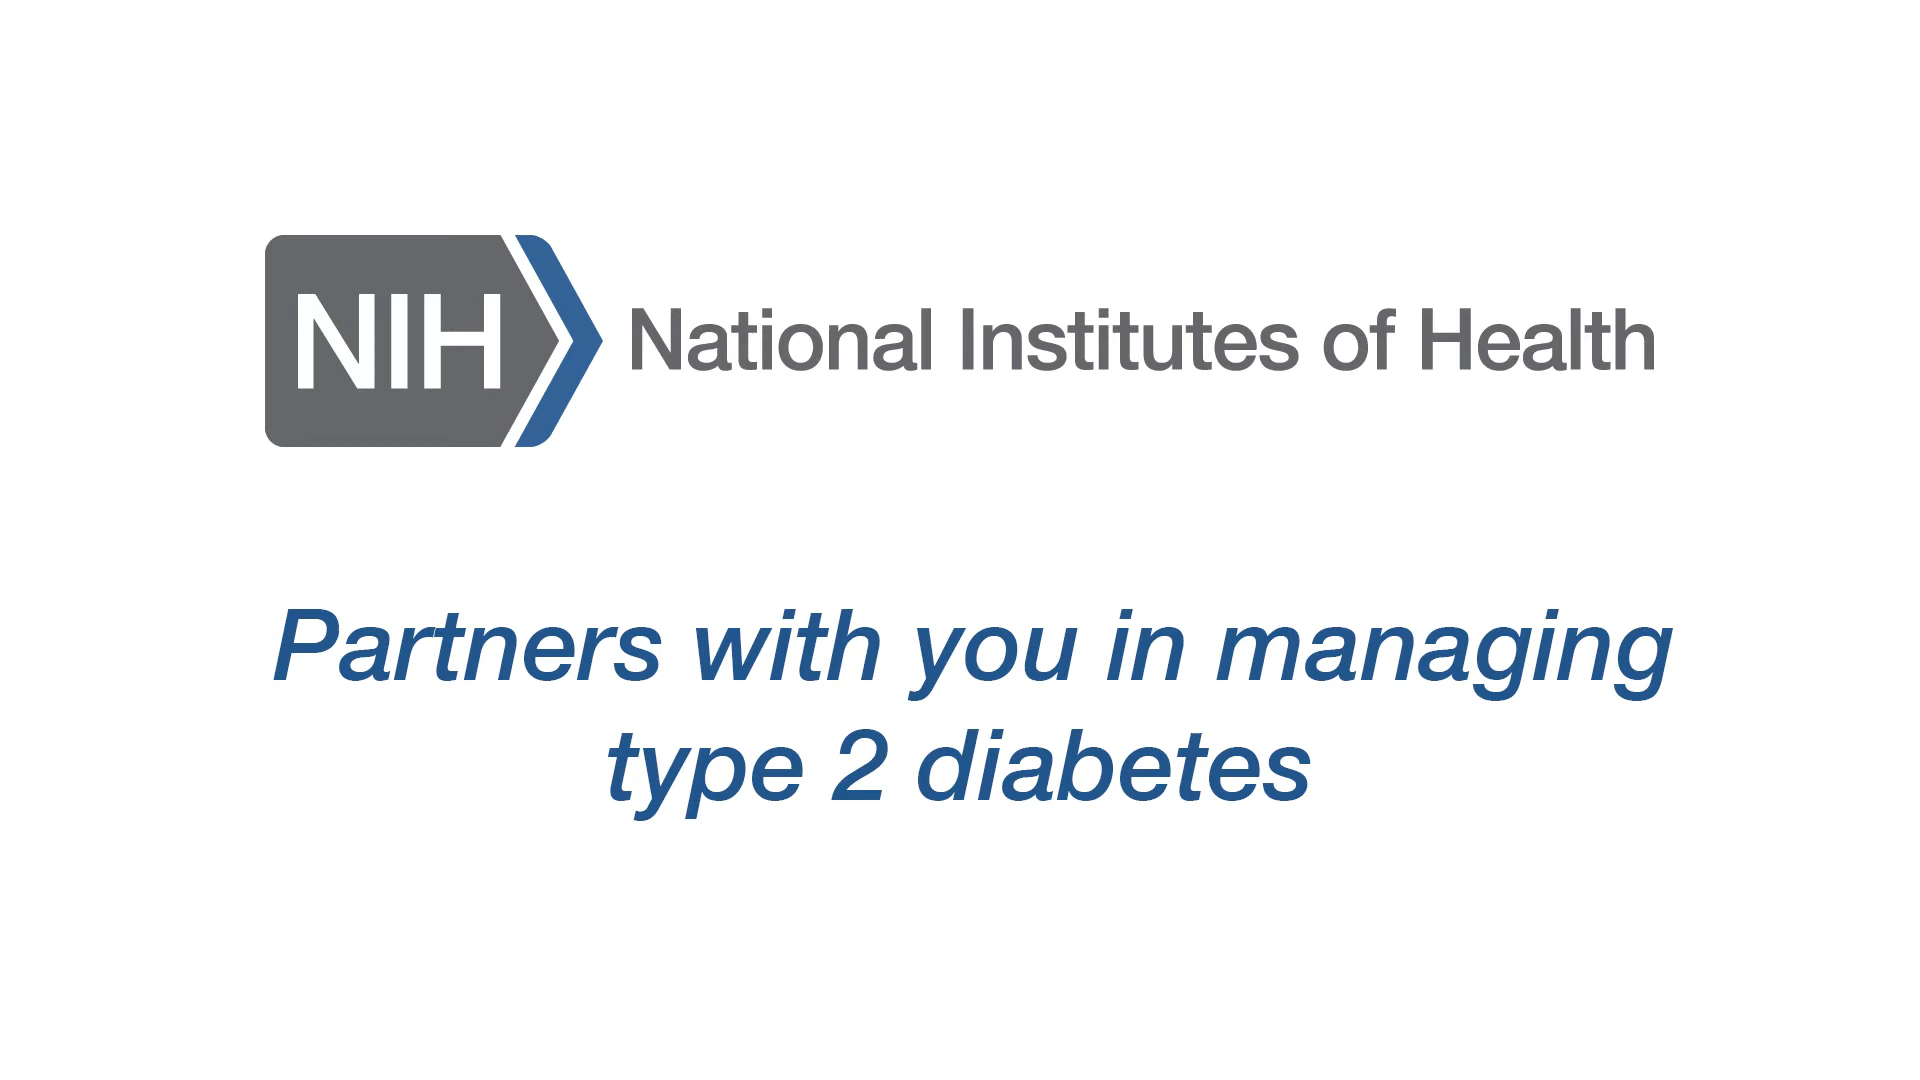 NIH National Institutes of Health
Partners with you in managing
type 2 diabetes